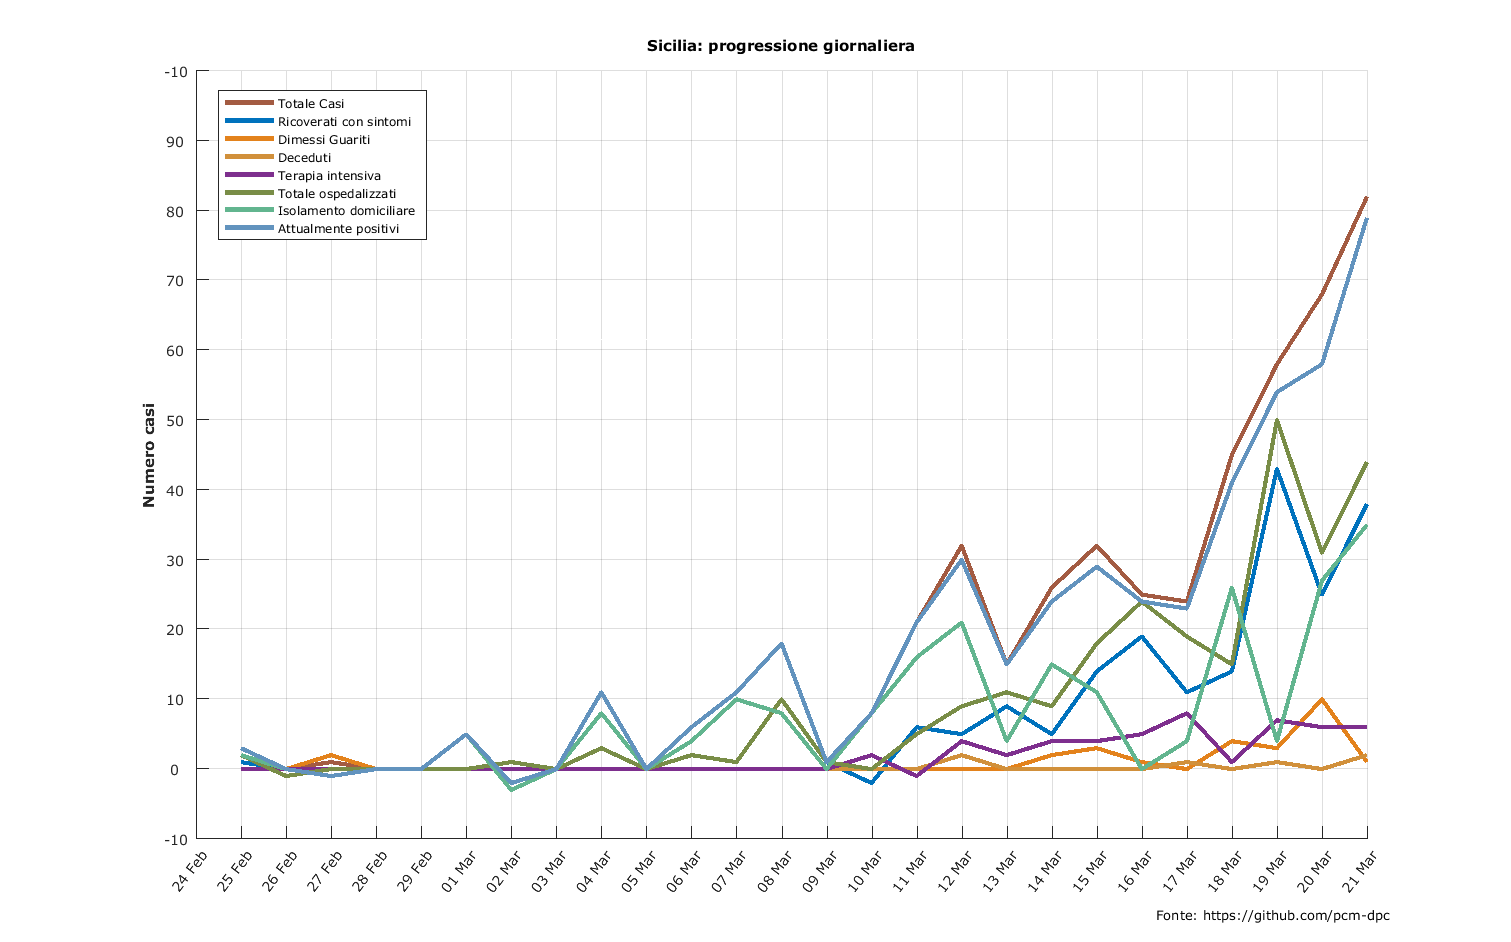 Sicilia: progressione giornaliera
-10
90
80
70
60
50
40
30
20
10
0
-10
Numero casi
Totale Casi
Ricoverati con sintomi
Dimessi Guariti
Deceduti
Terapia intensiva
Totale ospedalizzati
Isolamento domiciliare
Attualmente positivi
24 Feb
25 Feb
26 Feb
27 Feb
28 Feb
29 Feb
01 Mar
02 Mar
03 Mar
04 Mar
05 Mar
06 Mar
07 Mar
08 Mar
09 Mar
10 Mar
11 Mar
12 Mar
13 Mar
14 Mar
15 Mar
16 Mar
17 Mar
18 Mar
19 Mar
20 Mar
21 Mar
Fonte: https://github.com/pcm-dpc